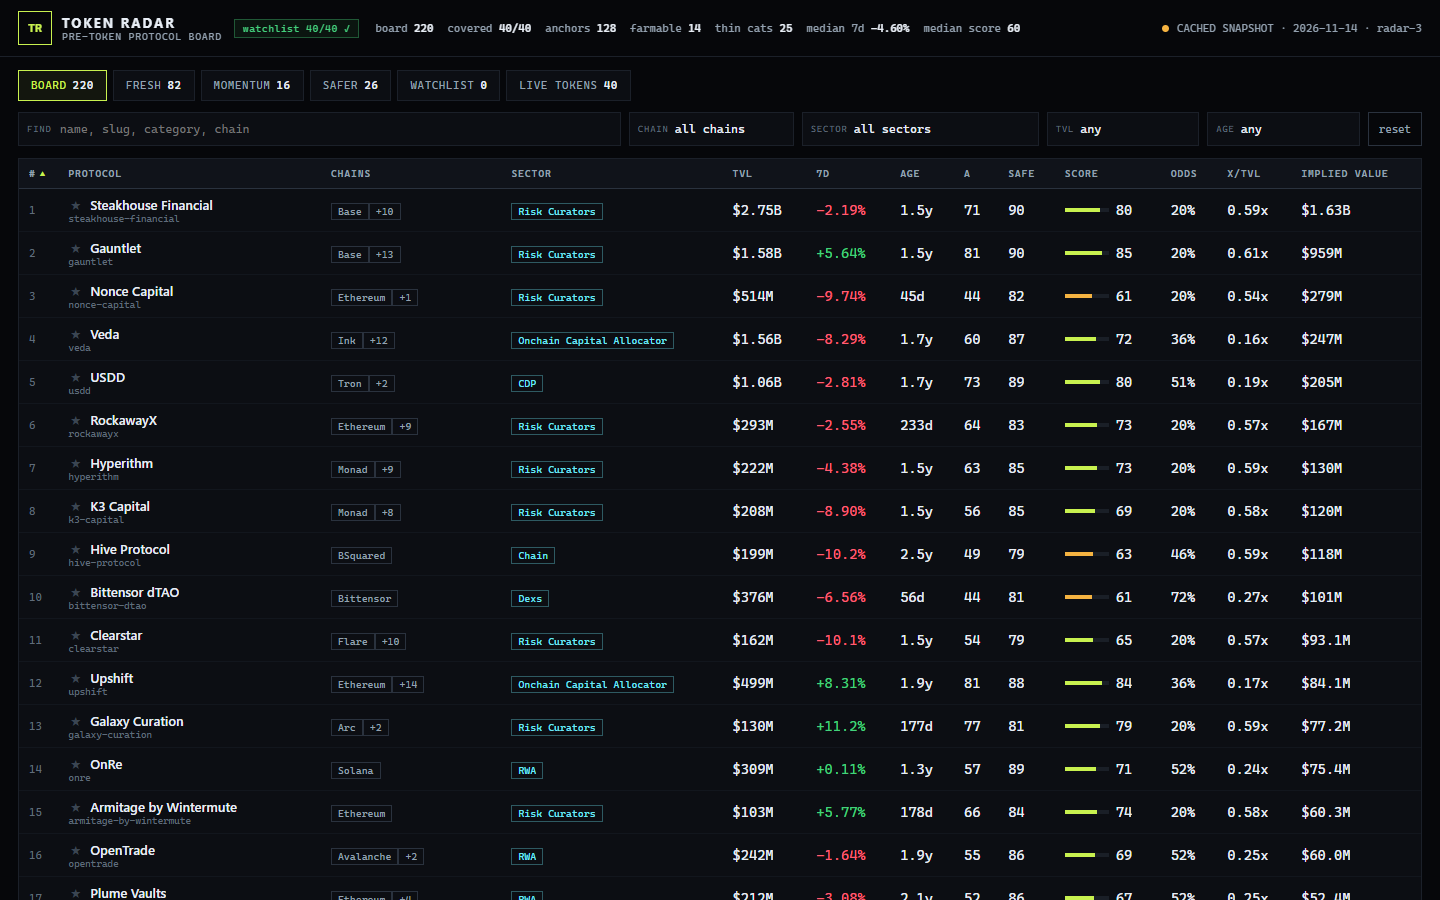 TR TOKEN RADAR
PRE-TOKEN PROTOCOL BOARD
watchlist 40/40 ✓ board 220 covered 40/40 anchors 128 farmable 14 thin cats 25 median 7d −4.60% median score 60
CACHED SNAPSHOT · 2026-11-14 · radar-3
BOARD 220 FRESH 82 MOMENTUM 16 SAFER 26 WATCHLIST 0 LIVE TOKENS 40
FIND name, slug, category, chain CHAIN all chains SECTOR all sectors TVL any AGE any reset
# ▲ PROTOCOL CHAINS SECTOR TVL 7D AGE A SAFE SCORE ODDS X/TVL IMPLIED VALUE
1 ★ Steakhouse Financial Base +10 Risk Curators $2.75B −2.19% 1.5y 71 90 80 20% 0.59x $1.63B
steakhouse-financial
2 ★ Gauntlet Base +13 Risk Curators $1.58B +5.64% 1.5y 81 90 85 20% 0.61x $959M
gauntlet
3 ★ Nonce Capital Ethereum +1 Risk Curators $514M −9.74% 45d 44 82 61 20% 0.54x $279M
nonce-capital
4 ★ Veda Ink +12 Onchain Capital Allocator $1.56B −8.29% 1.7y 60 87 72 36% 0.16x $247M
veda
5 ★ USDD Tron +2 CDP $1.06B −2.81% 1.7y 73 89 80 51% 0.19x $205M
usdd
6 ★ RockawayX Ethereum +9 Risk Curators $293M −2.55% 233d 64 83 73 20% 0.57x $167M
rockawayx
7 ★ Hyperithm Monad +9 Risk Curators $222M −4.38% 1.5y 63 85 73 20% 0.59x $130M
hyperithm
8 ★ K3 Capital Monad +8 Risk Curators $208M −8.90% 1.5y 56 85 69 20% 0.58x $120M
k3-capital
9 ★ Hive Protocol BSquared Chain $199M −10.2% 2.5y 49 79 63 46% 0.59x $118M
hive-protocol
10 ★ Bittensor dTAO Bittensor Dexs $376M −6.56% 56d 44 81 61 72% 0.27x $101M
bittensor-dtao
11 ★ Clearstar Flare +10 Risk Curators $162M −10.1% 1.5y 54 79 65 20% 0.57x $93.1M
clearstar
12 ★ Upshift Ethereum +14 Onchain Capital Allocator $499M +8.31% 1.9y 81 88 84 36% 0.17x $84.1M
upshift
13 ★ Galaxy Curation Arc +2 Risk Curators $130M +11.2% 177d 77 81 79 20% 0.59x $77.2M
galaxy-curation
14 ★ OnRe Solana RWA $309M +0.11% 1.3y 57 89 71 52% 0.24x $75.4M
onre
15 ★ Armitage by Wintermute Ethereum Risk Curators $103M +5.77% 178d 66 84 74 20% 0.58x $60.3M
armitage-by-wintermute
16 ★ OpenTrade Avalanche +2 RWA $242M −1.64% 1.9y 55 86 69 52% 0.25x $60.0M
opentrade
17 ★ Plume Vaults Ethereum +4 RWA $212M −3.08% 2.1y 52 86 67 52% 0.25x $52.4M